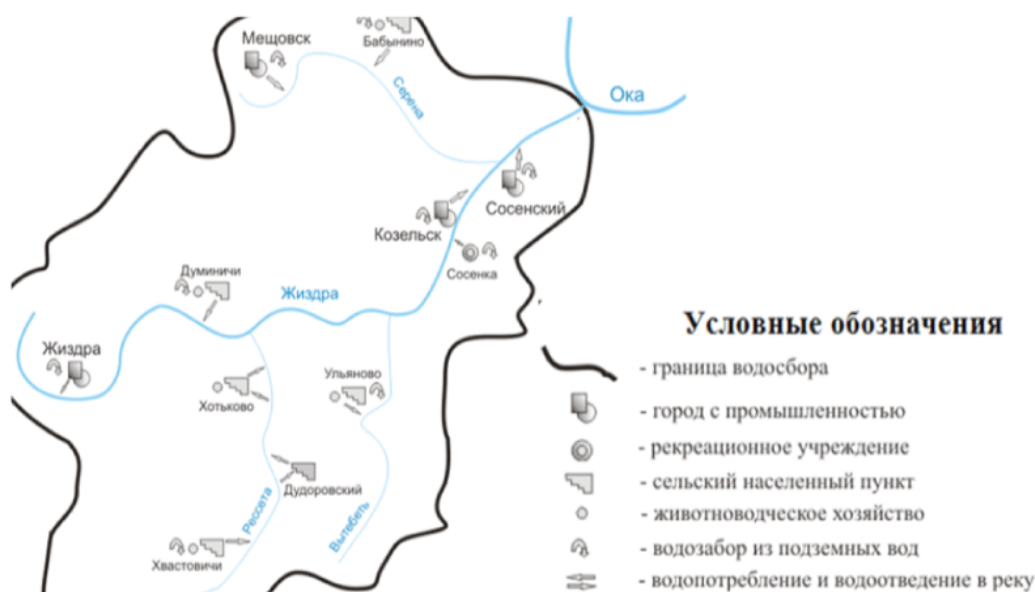 Мещовск
Бабынино
Серена
Ока
Сосенский
Козельск
Сосенка
Думиничи
Жиздра
Жиздра
Ульяново
Хотьково
Дудоровский
Рессета
Вытебеть
Хвастовичи
Условные обозначения
- граница водосбора
- город с промышленностью
- рекреационное учреждение
- сельский населенный пункт
- животноводческое хозяйство
- водозабор из подземных вод
- водопотребление и водоотведение в реку